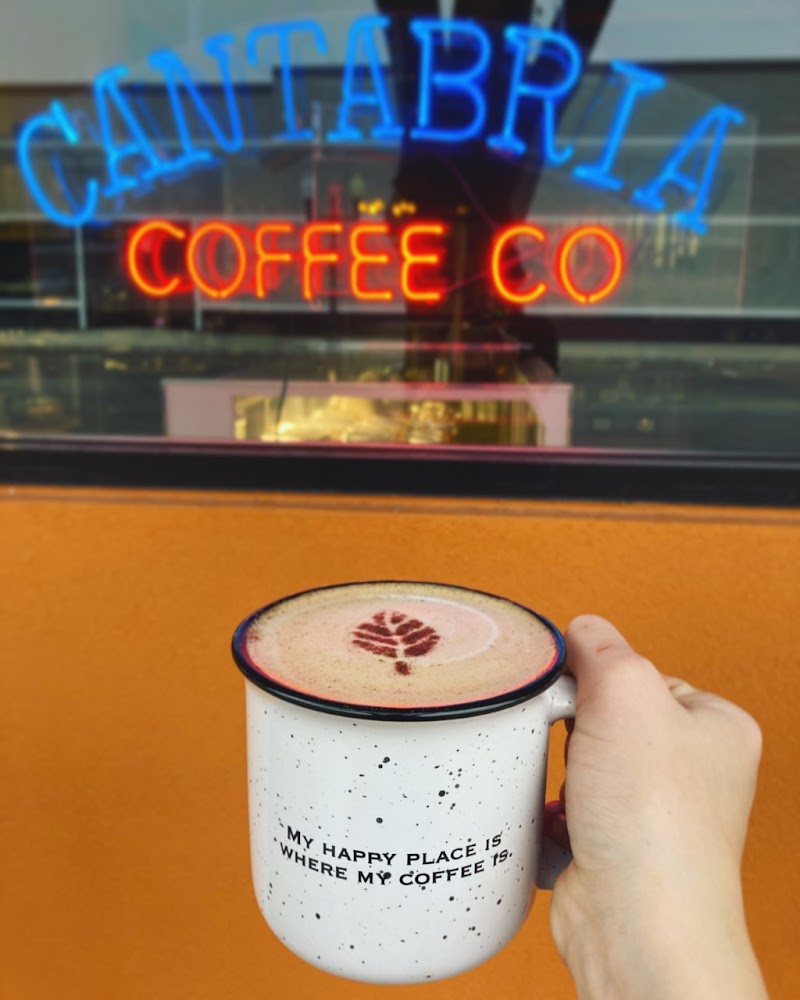 CANTABRIA
COFFEE CO
MY HAPPY PLACE IS
WHERE MY COFFEE IS.